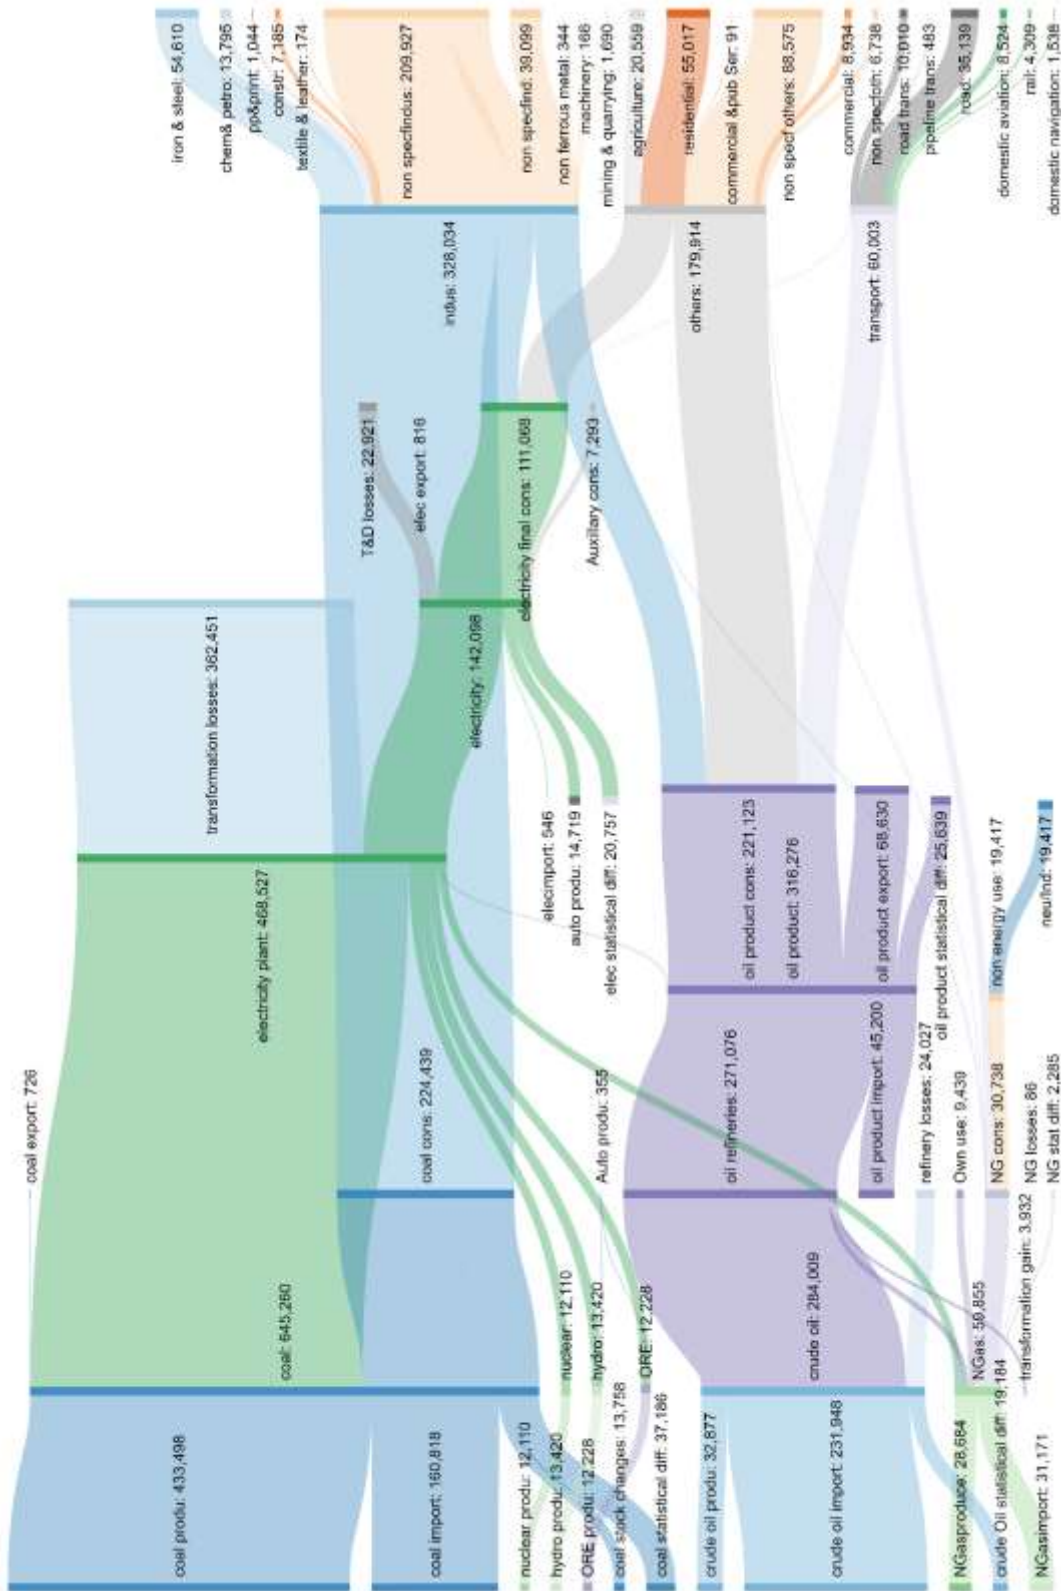 coal produ: 433,498
coal import: 160,818
nuclear produ: 12,110
hydro produ: 13,420
ORE produ: 12,228
coal stock changes: 13,758
coal statistical diff: 37,186
crude oil produ: 32,877
crude oil import: 231,948
NGasproduce: 28,684
crude Oil statistical diff: 19,184
NGasimport: 31,171
coal export: 726
coal: 645,260
nuclear: 12,110
hydro: 13,420
ORE: 12,228
crude oil: 284,009
NGas: 59,855
transformation gain: 3,932
coal cons: 224,439
Auto produ: 355
oil refineries: 271,076
oil product import: 45,200
refinery losses: 24,027
Own use: 9,439
NG cons: 30,738
NG losses: 86
NG stat diff: 2,285
electricity plant: 468,527
oil product: 316,276
non energy use: 19,417
transformation losses: 362,451
elecimport: 546
auto produ: 14,719
elec statistical diff: 20,757
oil product cons: 221,123
oil product export: 68,630
oil product statistical diff: 25,639
neu/ind: 19,417
electricity: 142,098
T&D losses: 22,921
elec export: 816
electricity final cons: 111,068
Auxillary cons: 7,293
indus: 328,034
others: 179,914
transport: 60,003
iron & steel: 54,610
chem& petro: 13,796
pp&print: 1,044
constr: 7,185
textile & leather: 174
non specfindus: 209,927
non specfind: 39,099
non ferrous metal: 344
machinery: 166
mining & quarying: 1,690
agriculture: 20,559
residential: 55,017
commercial &pub Ser: 91
non specf others: 88,575
commercial: 8,934
non specfoth: 6,738
road trans: 10,010
pipeline trans: 483
road: 35,139
domestic aviation: 8,524
rail: 4,309
domestic navigation: 1,538